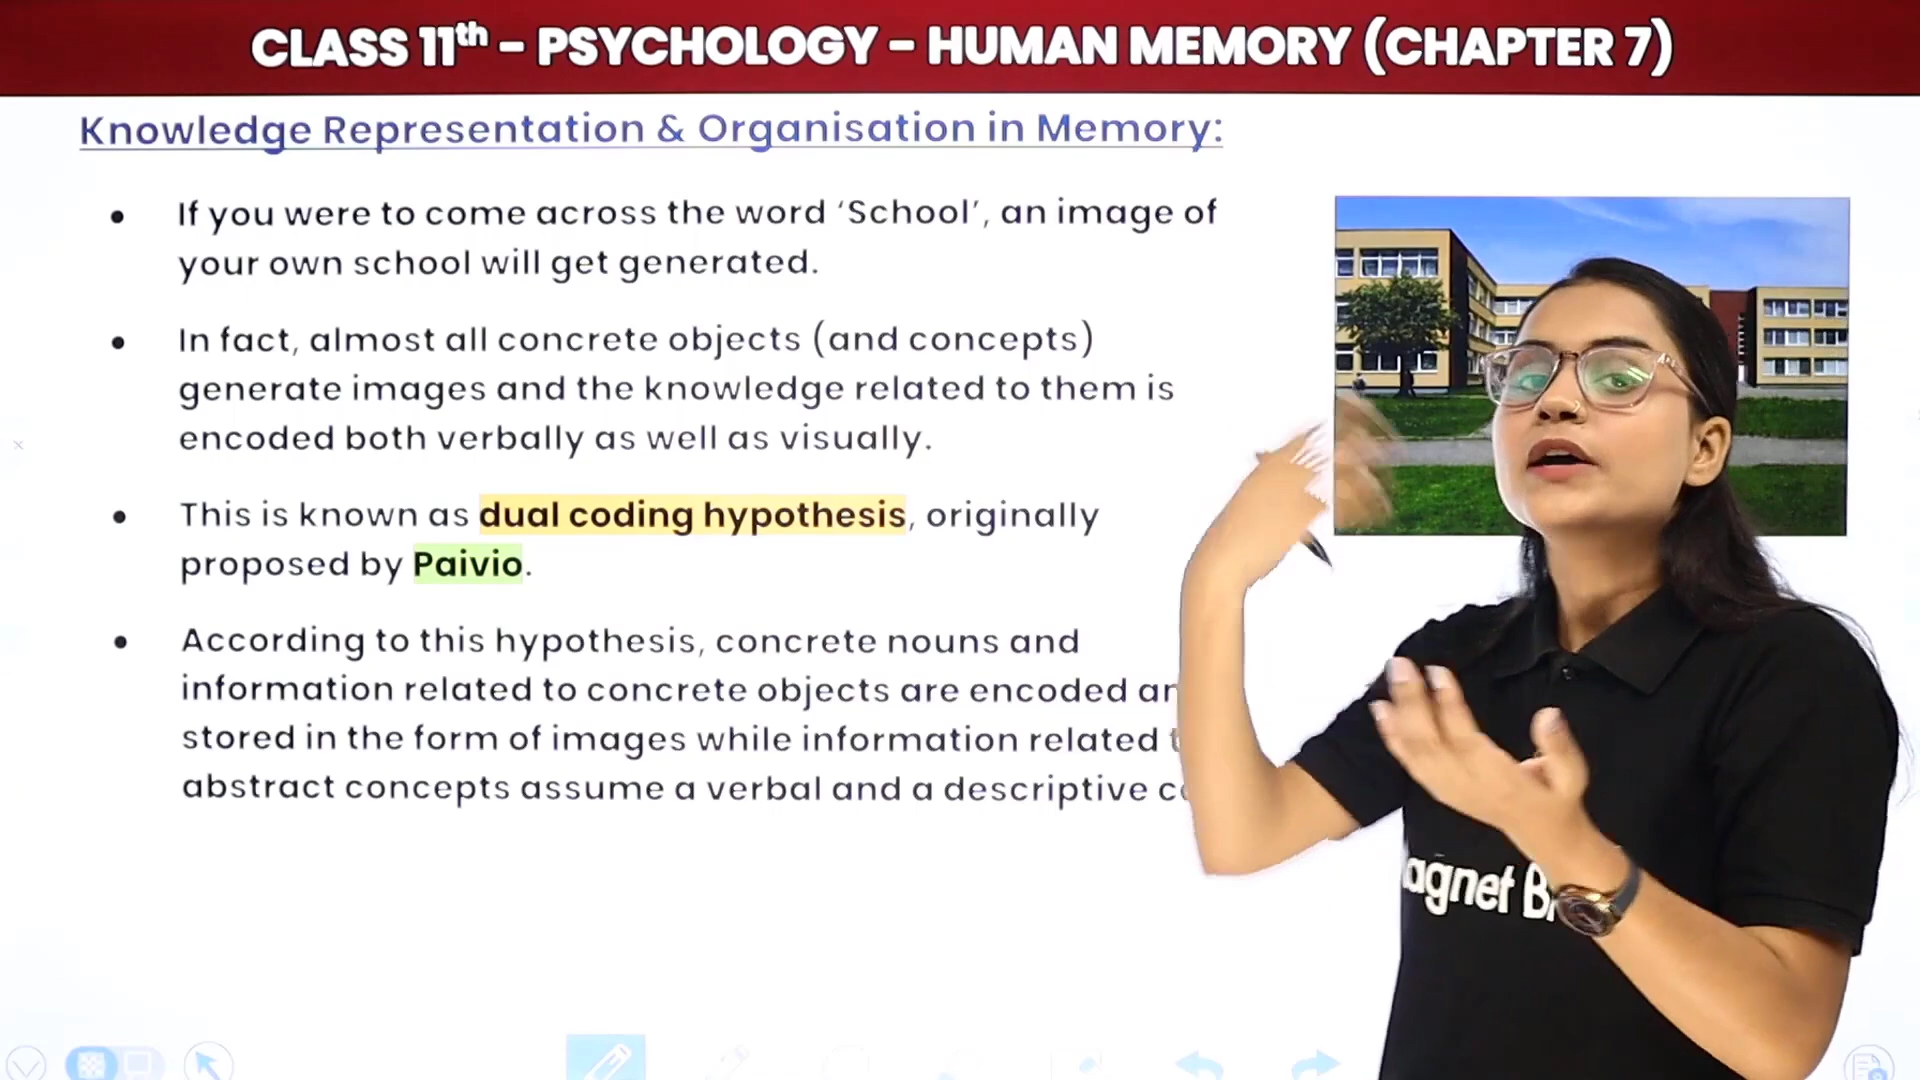 CLASS 11th – PSYCHOLOGY – HUMAN MEMORY (CHAPTER 7)
Knowledge Representation & Organisation in Memory:
• If you were to come across the word ‘School’, an image of
your own school will get generated.
• In fact, almost all concrete objects (and concepts)
generate images and the knowledge related to them is
encoded both verbally as well as visually.
• This is known as dual coding hypothesis, originally
proposed by Paivio.
• According to this hypothesis, concrete nouns and
information related to concrete objects are encoded
stored in the form of images while information related
abstract concepts assume a verbal and a descriptive
agnet B